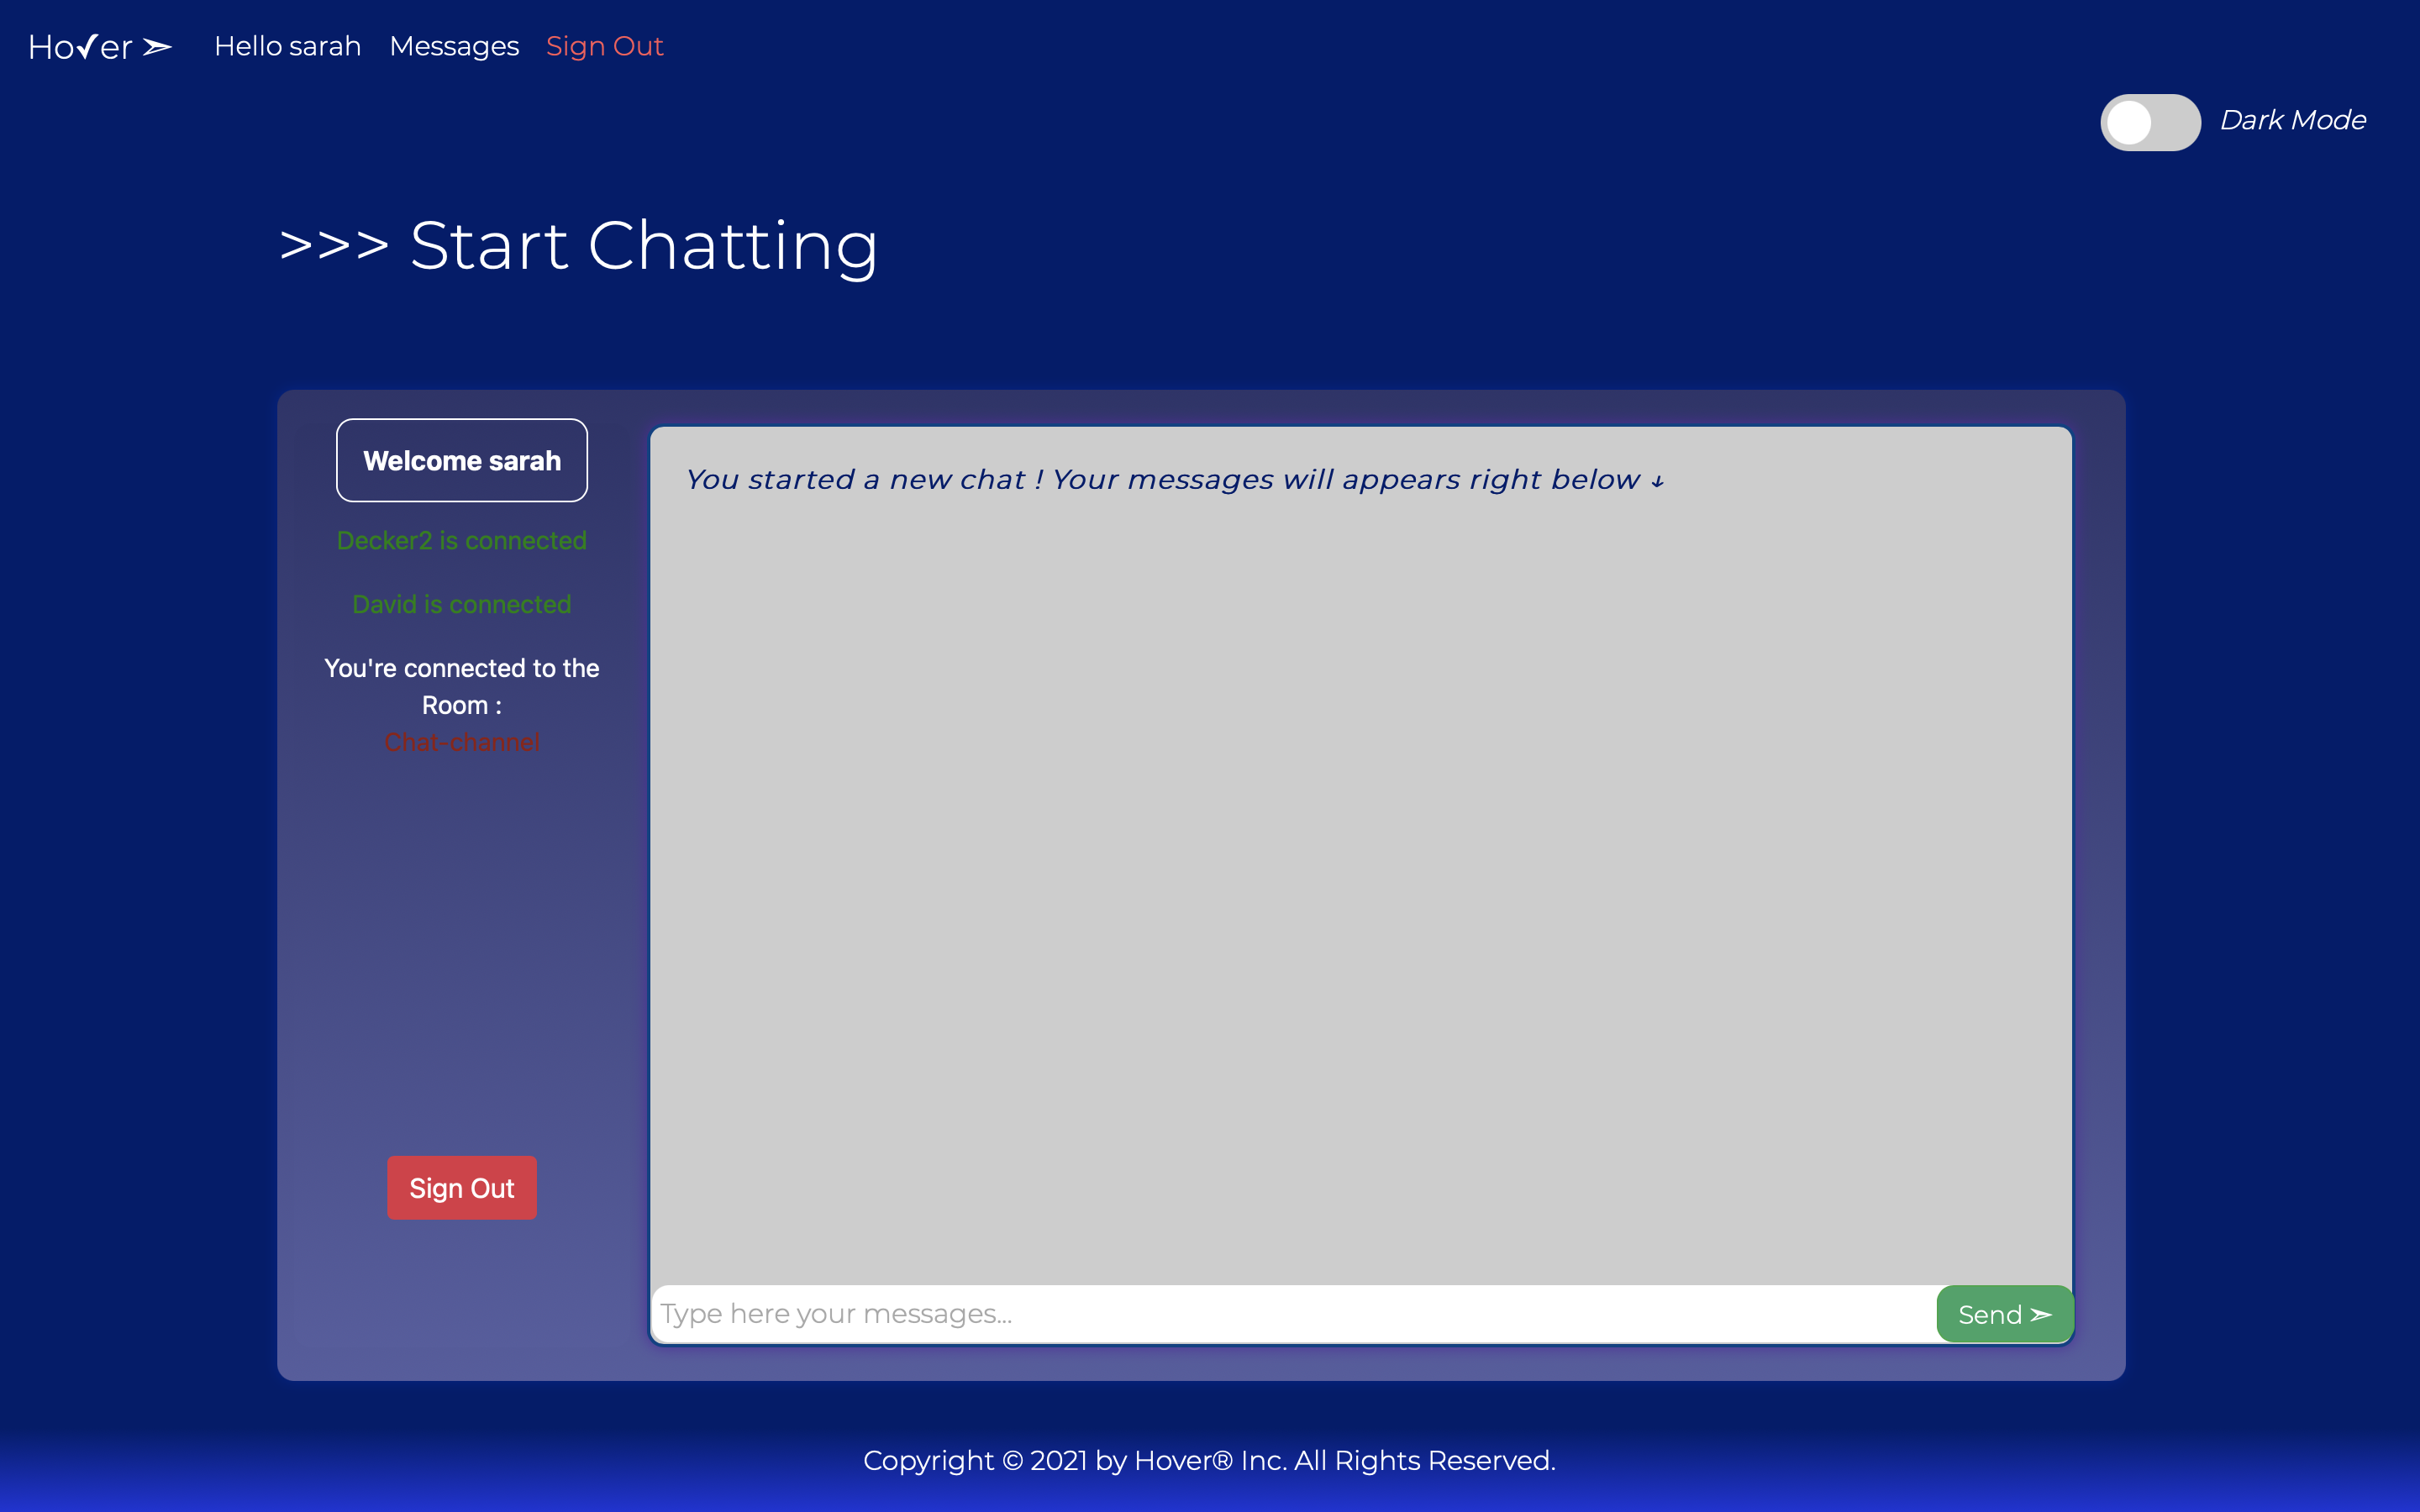 Ho✓er ➣ Hello sarah Messages Sign Out
Dark Mode
>>> Start Chatting
Welcome sarah
Decker2 is connected
David is connected
You're connected to the
Room :
Chat-channel
Sign Out
You started a new chat ! Your messages will appears right below ↓
Type here your messages...
Send ➣
Copyright © 2021 by Hover® Inc. All Rights Reserved.